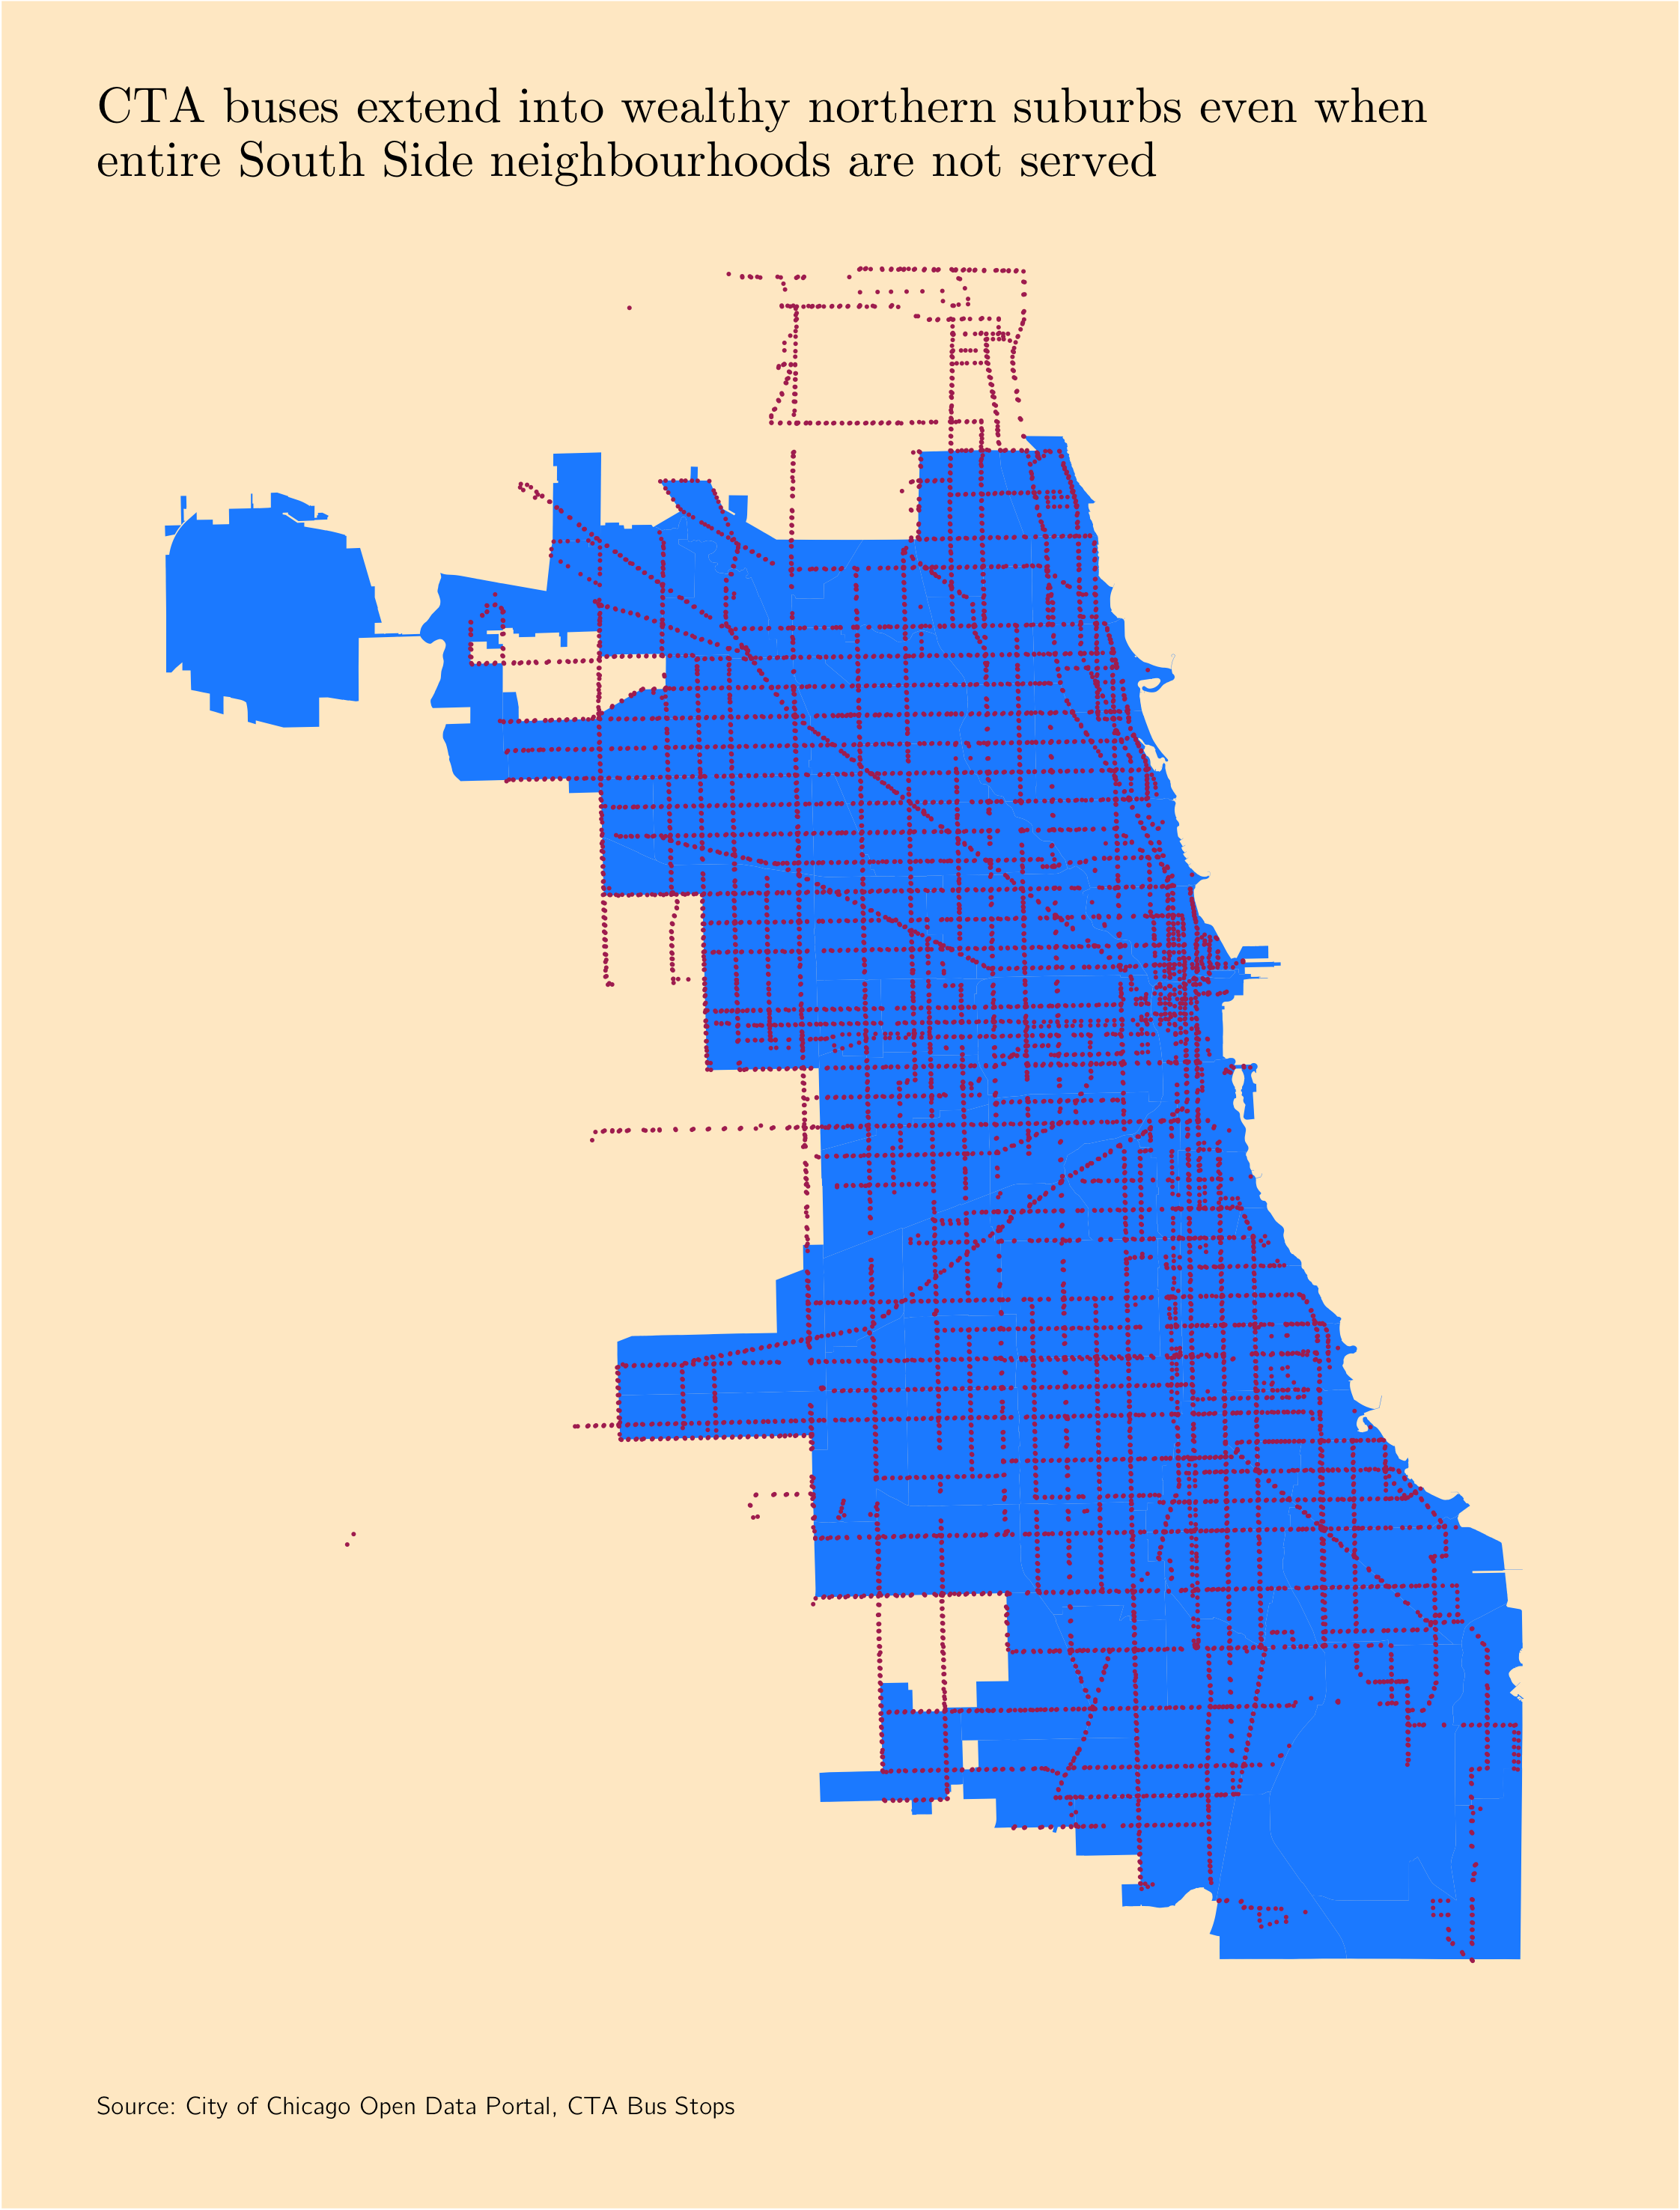 CTA buses extend into wealthy northern suburbs even when
entire South Side neighbourhoods are not served
Source: City of Chicago Open Data Portal, CTA Bus Stops